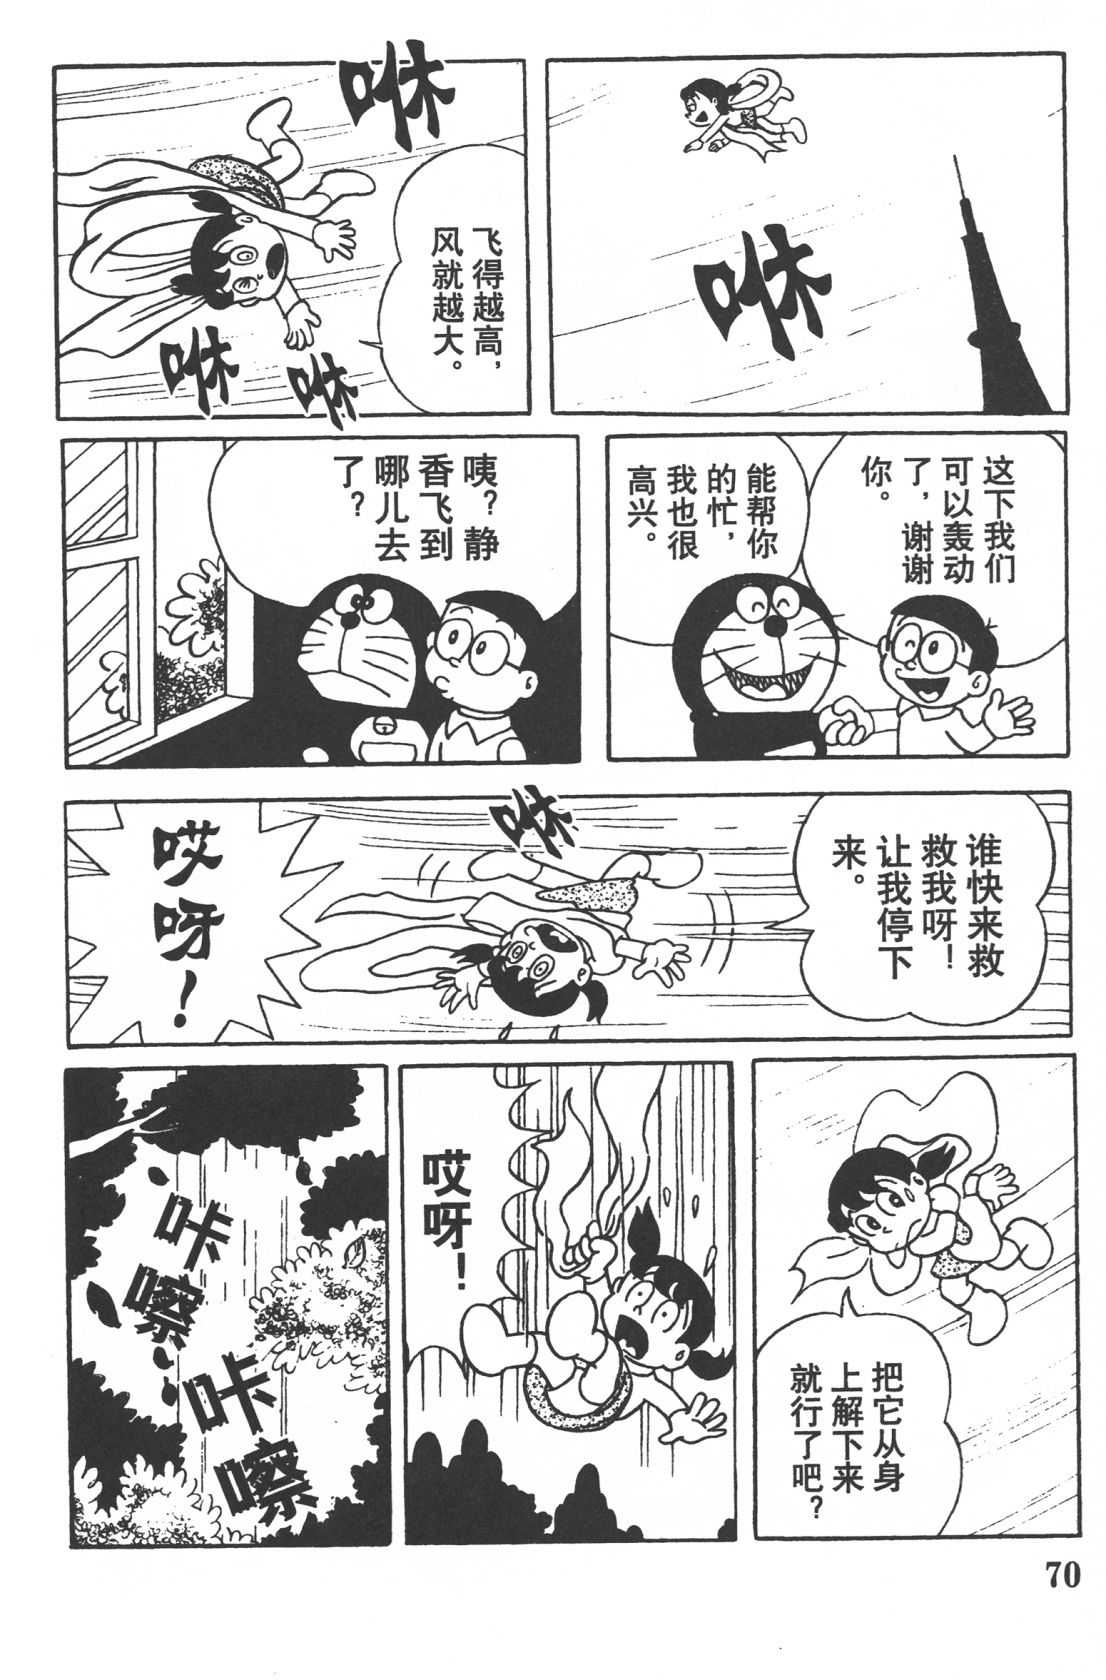 咻
飞得越高，
风就越大。
咻
咻
咻
这下我们
可以轰动
了，谢谢
你。
能帮你
的忙，
我也很
高兴。
咦？静
香飞到
哪儿去
了？
谁快来救
救我呀！
让我停下
来。
咻
哎呀！
把它从身
上解下来
就行了吧？
哎呀！
咔嚓
咔嚓
70